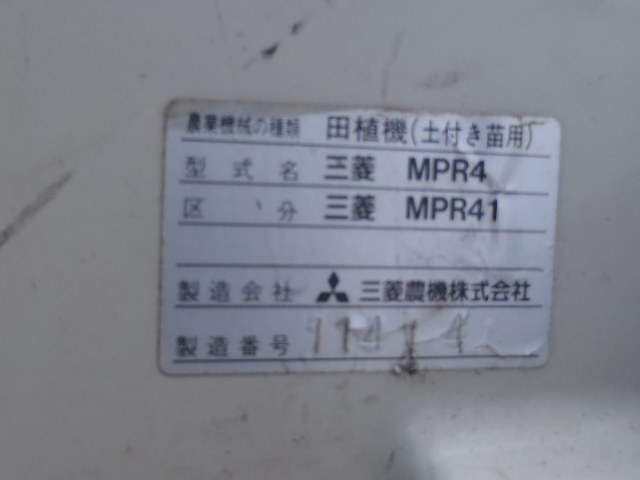 農業機械の種類 田植機(土付き苗用)
型式名 三菱 MPR4
区分 三菱 MPR41
製造会社 三菱農機株式会社
製造番号